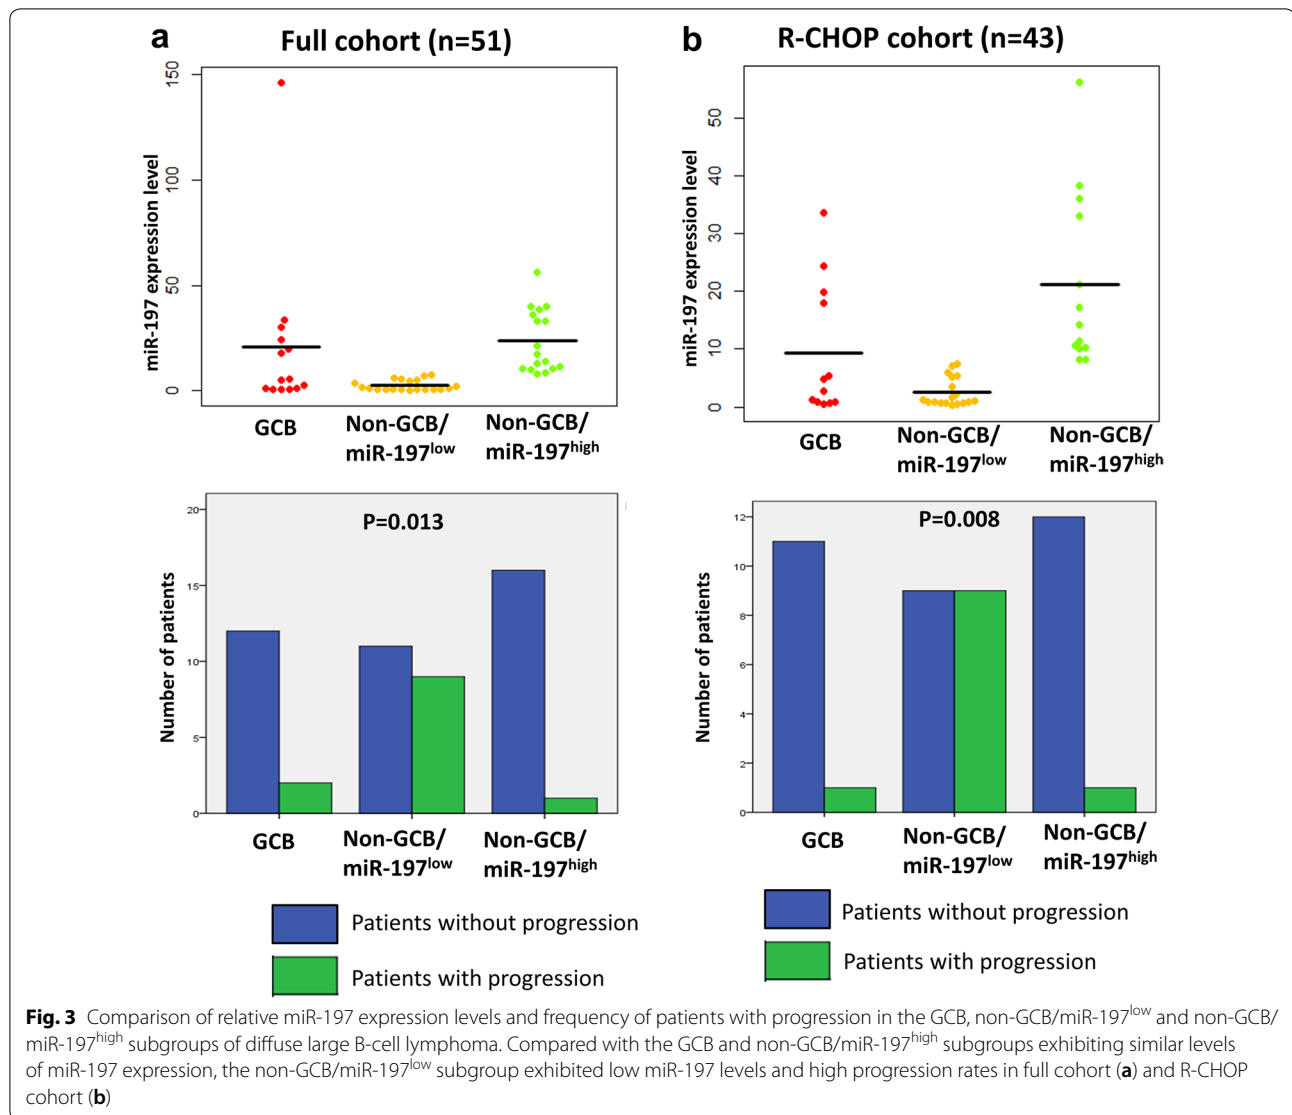 a
Full cohort (n=51)
miR-197 expression level
150
100
50
0
GCB
Non-GCB/
miR-197low
Non-GCB/
miR-197high
P=0.013
Number of patients
20
15
10
5
0
GCB
Non-GCB/
miR-197low
Non-GCB/
miR-197high
Patients without progression
Patients with progression
b
R-CHOP cohort (n=43)
miR-197 expression level
50
40
30
20
10
0
GCB
Non-GCB/
miR-197low
Non-GCB/
miR-197high
P=0.008
Number of patients
12
10
8
6
4
2
0
GCB
Non-GCB/
miR-197low
Non-GCB/
miR-197high
Patients without progression
Patients with progression
Fig. 3 Comparison of relative miR-197 expression levels and frequency of patients with progression in the GCB, non-GCB/miR-197low and non-GCB/
miR-197high subgroups of diffuse large B-cell lymphoma. Compared with the GCB and non-GCB/miR-197high subgroups exhibiting similar levels
of miR-197 expression, the non-GCB/miR-197low subgroup exhibited low miR-197 levels and high progression rates in full cohort (a) and R-CHOP
cohort (b)